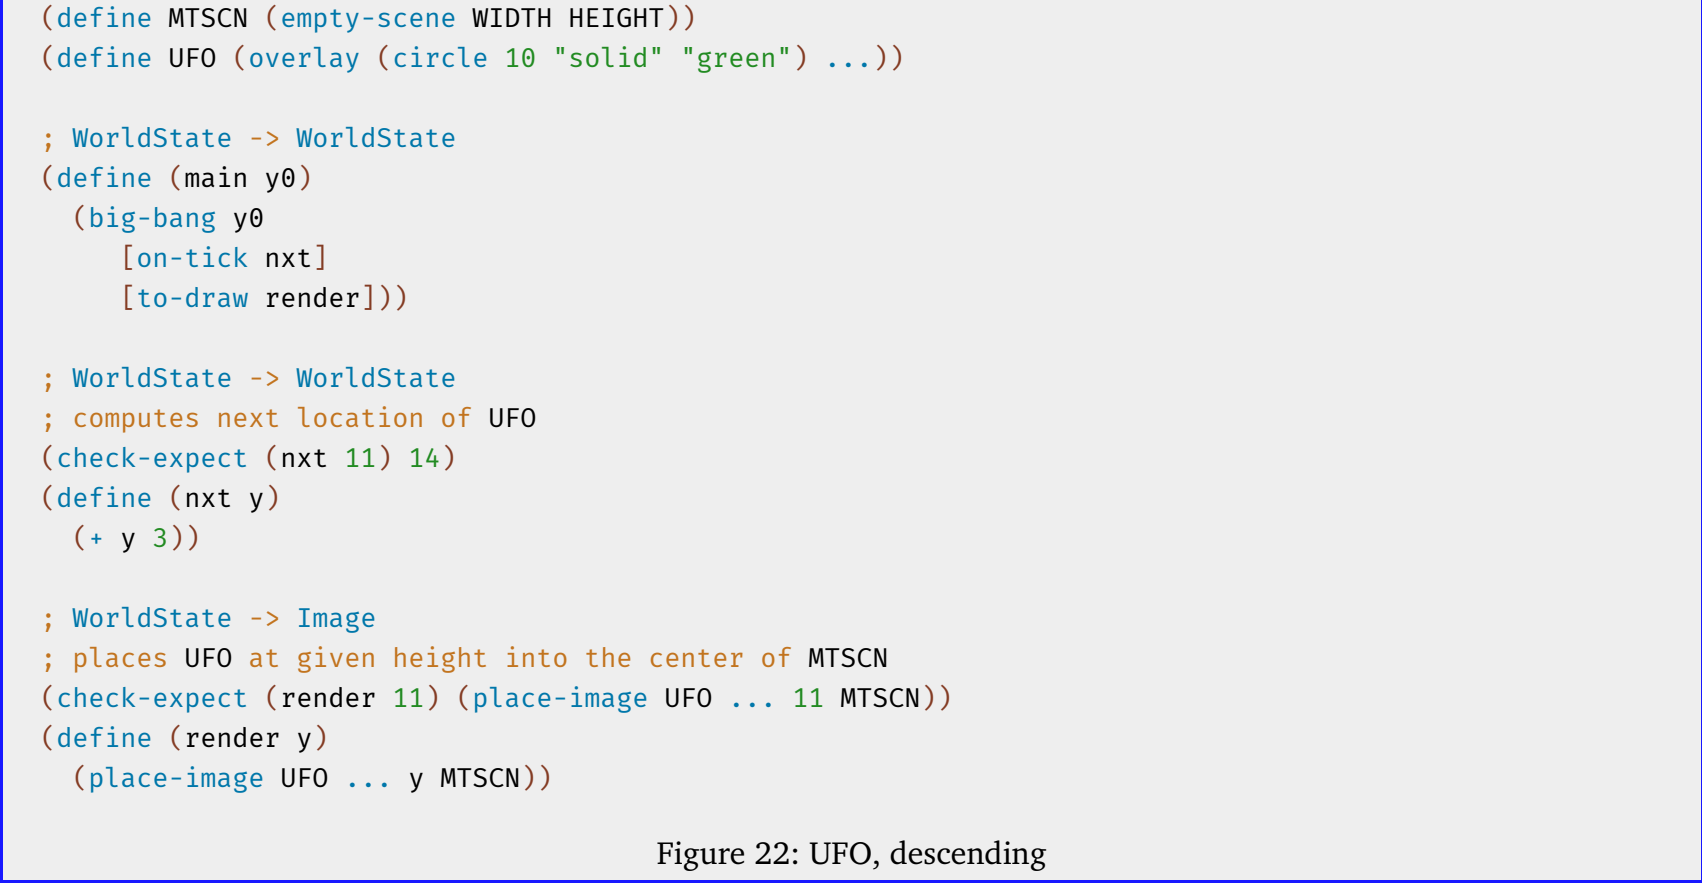 (define MTSCN (empty-scene WIDTH HEIGHT))
(define UFO (overlay (circle 10 "solid" "green") ...))
; WorldState -> WorldState
(define (main y0)
  (big-bang y0
     [on-tick nxt]
     [to-draw render]))
; WorldState -> WorldState
; computes next location of UFO
(check-expect (nxt 11) 14)
(define (nxt y)
  (+ y 3))
; WorldState -> Image
; places UFO at given height into the center of MTSCN
(check-expect (render 11) (place-image UFO ... 11 MTSCN))
(define (render y)
  (place-image UFO ... y MTSCN))
Figure 22: UFO, descending